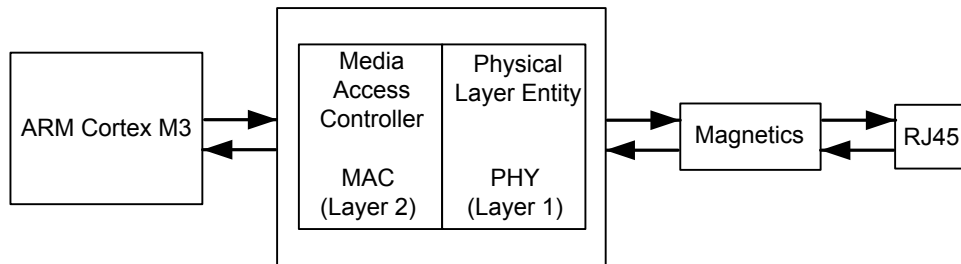 ARM Cortex M3
Media
Access
Controller
MAC
(Layer 2)
Physical
Layer Entity
PHY
(Layer 1)
Magnetics
RJ45